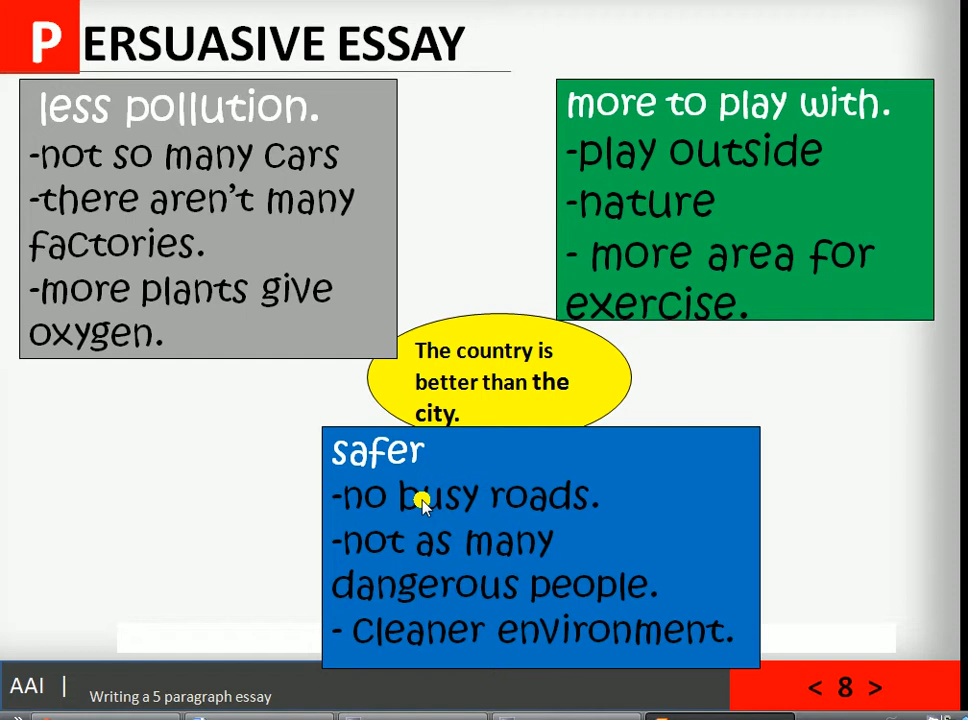 PERSUASIVE ESSAY
less pollution.
-not so many cars
-there aren't many
factories.
-more plants give
oxygen.
more to play with.
-play outside
-nature
- more area for
exercise.
The country is
better than the
city.
safer
-no busy roads.
-not as many
dangerous people.
- cleaner environment.
AAI |
Writing a 5 paragraph essay
< 8 >